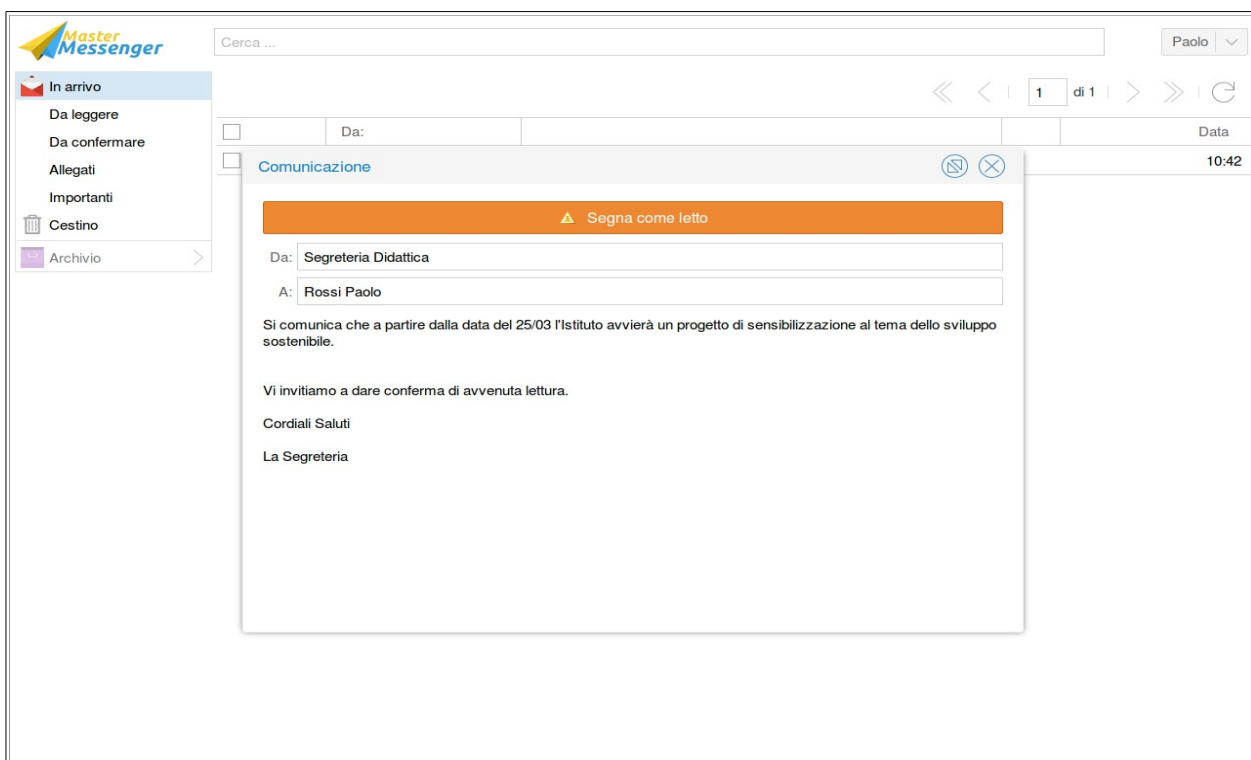 Master
Messenger
Cerca ...
Paolo
In arrivo
Da leggere
Da confermare
Allegati
Importanti
Cestino
Archivio
1 di 1
Da: Data
10:42
Comunicazione
Segna come letto
Da: Segreteria Didattica
A: Rossi Paolo
Si comunica che a partire dalla data del 25/03 l'Istituto avvierà un progetto di sensibilizzazione al tema dello sviluppo
sostenibile.
Vi invitiamo a dare conferma di avvenuta lettura.
Cordiali Saluti
La Segreteria